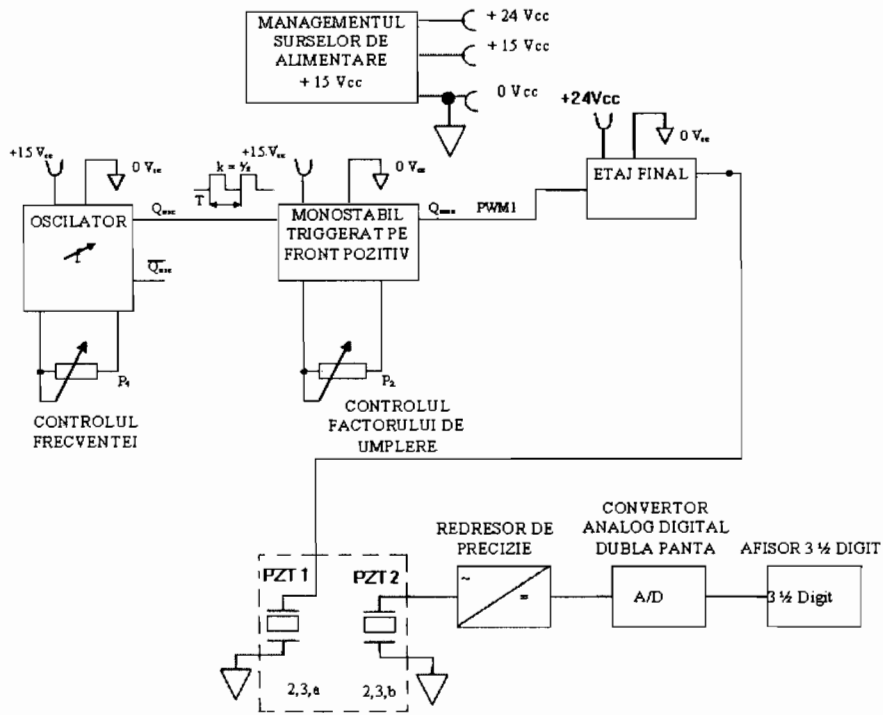 MANAGEMENTUL
SURSELOR DE
ALIMENTARE
+ 15 Vcc
+ 24 Vcc
+ 15 Vcc
0 Vcc
+24Vcc
0 Vcc
ETAJ FINAL
+15 Vcc
0 Vcc
OSCILATOR
f
Qosc
Qosc
k = ½
T
+15 Vcc
0 Vcc
MONOSTABIL
TRIGGERAT PE
FRONT POZITIV
PWM1
P1
CONTROLUL
FRECVENTEI
P2
CONTROLUL
FACTORULUI DE
UMPLERE
PZT 1
PZT 2
2,3,a
2,3,b
REDRESOR DE
PRECIZIE
~
=
CONVERTOR
ANALOG DIGITAL
DUBLA PANTA
A/D
AFISOR 3 ½ DIGIT
3 ½ Digit